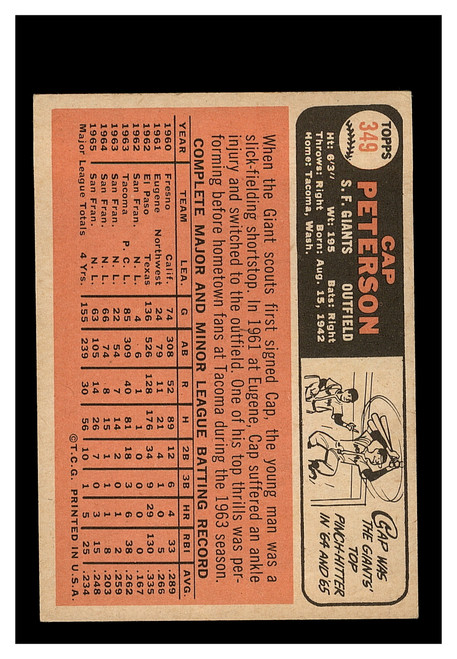 TOPPS
349
CAP
PETERSON
S. F. GIANTS OUTFIELD
Ht: 6'3" Wt: 195 Bats: Right
Throws: Right Born: Aug. 15, 1942
Home: Tacoma, Wash.
CAP WAS
THE GIANTS'
TOP
PINCH-HITTER
IN '64 AND '65
When the Giant scouts first signed Cap, the young man was a
slick-fielding shortstop. In 1961 at Eugene, Cap suffered an ankle
injury and switched to the outfield. One of his top thrills was per-
forming before hometown fans at Tacoma during the 1963 season.
COMPLETE MAJOR AND MINOR LEAGUE BATTING RECORD
YEAR TEAM LEA. G AB R H 2B 3B HR RBI AVG.
1960 Fresno Calif. 74 308 52 89 12 6 4 33 .289
1961 Eugene Northwest 24 79 11 21 4 1 0 5 .266
1962 El Paso Texas 136 526 128 176 34 9 29 130 .335
1962 San Fran. N. L. 4 6 1 1 0 0 0 0 .167
1963 Tacoma P. C. L. 85 309 40 81 18 3 6 38 .262
1963 San Fran. N. L. 22 54 7 14 2 0 1 2 .259
1964 San Fran. N. L. 66 74 8 15 1 1 1 8 .203
1965 San Fran. N. L. 63 105 14 26 7 0 3 15 .248
Major League Totals 4 Yrs. 155 239 30 56 10 1 5 25 .234
© T.C.G. PRINTED IN U.S.A.